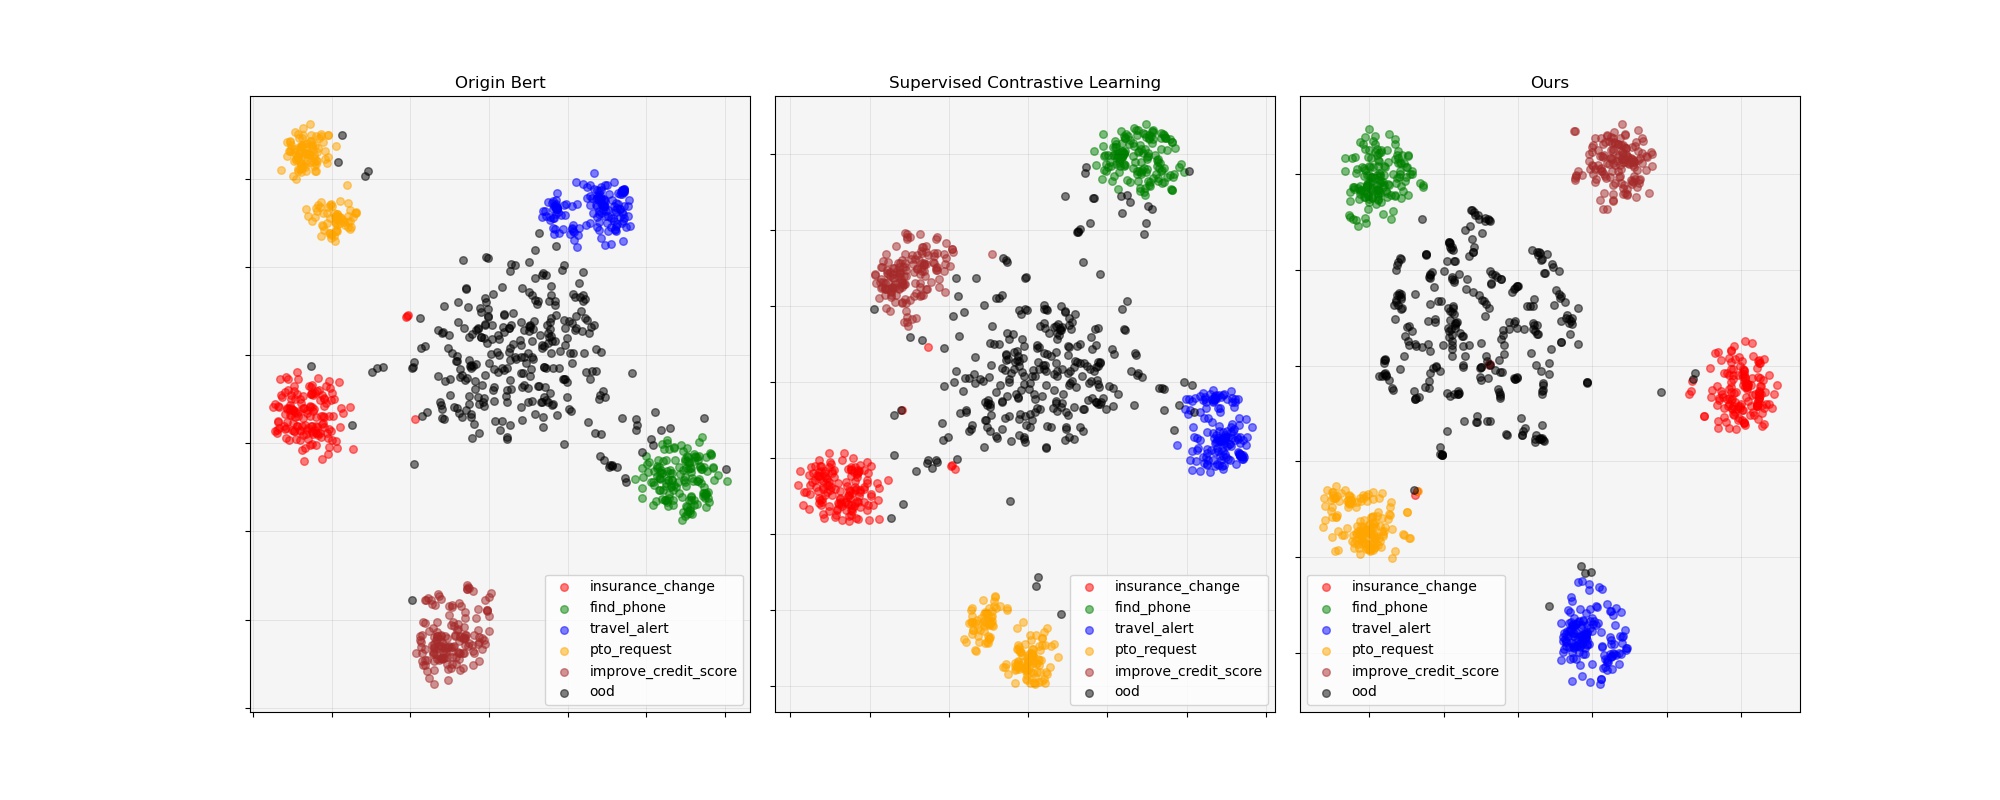 Origin Bert
insurance_change
find_phone
travel_alert
pto_request
improve_credit_score
ood
Supervised Contrastive Learning
insurance_change
find_phone
travel_alert
pto_request
improve_credit_score
ood
Ours
insurance_change
find_phone
travel_alert
pto_request
improve_credit_score
ood